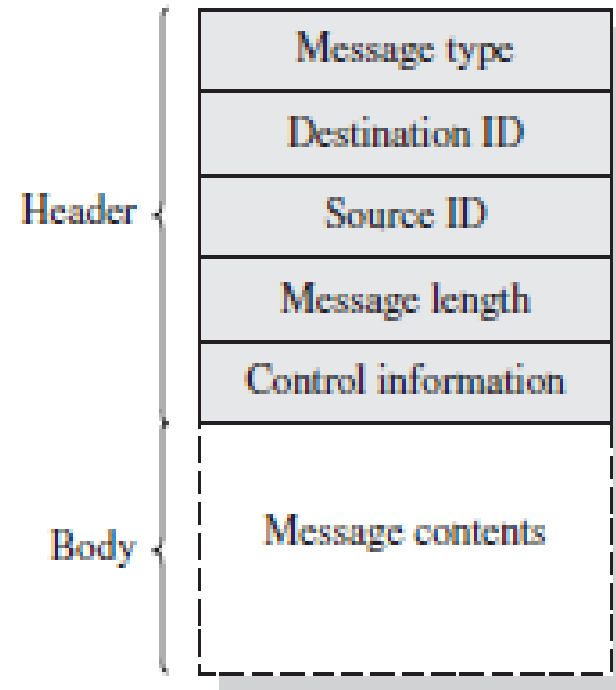 Message type
Destination ID
Header
Source ID
Message length
Control information
Body
Message contents